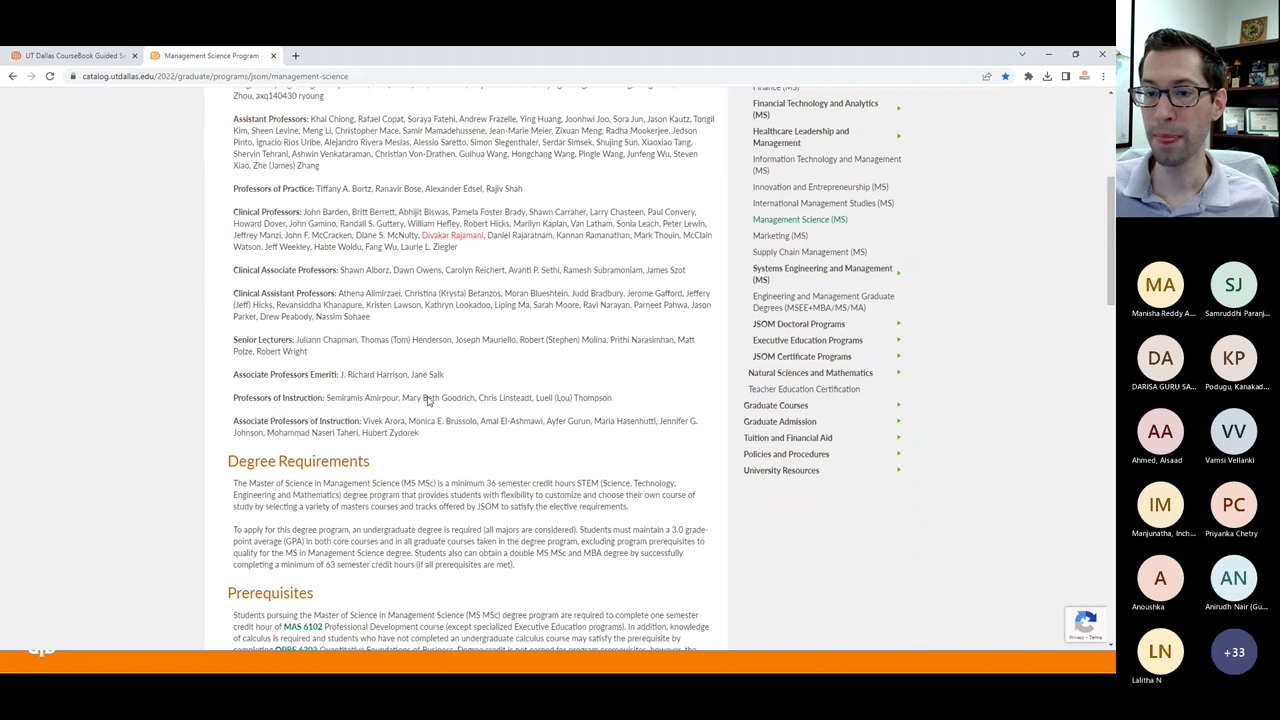 UT Dallas CourseBook Guided Se
Management Science Program -
catalog.utdallas.edu/2022/graduate/programs/jsom/management-science
Zhou, axq140430 ryoung
Assistant Professors: Khai Chiong, Rafael Copat, Soraya Fatehi, Andrew Frazelle, Ying Huang, Joonhwi Joo, Sora Jun, Jason Kautz, Tongil
Kim, Sheen Levine, Meng Li, Christopher Mace, Samir Mamadehussene, Jean-Marie Meier, Zixuan Meng, Radha Mookerjee, Jedson
Pinto, Ignacio Rios Uribe, Alejandro Rivera Mesias, Alessio Saretto, Simon Siegenthaler, Serdar Simsek, Shujing Sun, Xiaoxiao Tang,
Shervin Tehrani, Ashwin Venkataraman, Christian Von-Drathen, Guihua Wang, Hongchang Wang, Pingle Wang, Junfeng Wu, Steven
Xiao, Zhe (James) Zhang
Professors of Practice: Tiffany A. Bortz, Ranavir Bose, Alexander Edsel, Rajiv Shah
Clinical Professors: John Barden, Britt Berrett, Abhijit Biswas, Pamela Foster Brady, Shawn Carraher, Larry Chasteen, Paul Convery,
Howard Dover, John Gamino, Randall S. Guttery, William Hefley, Robert Hicks, Marilyn Kaplan, Van Latham, Sonia Leach, Peter Lewin,
Jeffrey Manzi, John F. McCracken, Diane S. McNulty, Divakar Rajamani, Daniel Rajaratnam, Kannan Ramanathan, Mark Thouin, McClain
Watson, Jeff Weekley, Habte Woldu, Fang Wu, Laurie L. Ziegler
Clinical Associate Professors: Shawn Alborz, Dawn Owens, Carolyn Reichert, Avanti P. Sethi, Ramesh Subramoniam, James Szot
Clinical Assistant Professors: Athena Alimirzaei, Christina (Krysta) Betanzos, Moran Blueshtein, Judd Bradbury, Jerome Gafford, Jeffery
(Jeff) Hicks, Revansiddha Khanapure, Kristen Lawson, Kathryn Lookadoo, Liping Ma, Sarah Moore, Ravi Narayan, Parneet Pahwa, Jason
Parker, Drew Peabody, Nassim Sohaee
Senior Lecturers: Juliann Chapman, Thomas (Tom) Henderson, Joseph Mauriello, Robert (Stephen) Molina, Prithi Narasimhan, Matt
Polze, Robert Wright
Associate Professors Emeriti: J. Richard Harrison, Jane Salk
Professors of Instruction: Semiramis Amirpour, Mary Beth Goodrich, Chris Linsteadt, Luell (Lou) Thompson
Associate Professors of Instruction: Vivek Arora, Monica E. Brussolo, Amal El-Ashmawi, Ayfer Gurun, Maria Hasenhuttl, Jennifer G.
Johnson, Mohammad Naseri Taheri, Hubert Zydorek
Degree Requirements
The Master of Science in Management Science (MS MSc) is a minimum 36 semester credit hours STEM (Science, Technology,
Engineering and Mathematics) degree program that provides students with flexibility to customize and choose their own course of
study by selecting a variety of masters courses and tracks offered by JSOM to satisfy the elective requirements.
To apply for this degree program, an undergraduate degree is required (all majors are considered). Students must maintain a 3.0 grade-
point average (GPA) in both core courses and in all graduate courses taken in the degree program, excluding program prerequisites to
qualify for the MS in Management Science degree. Students also can obtain a double MS MSc and MBA degree by successfully
completing a minimum of 63 semester credit hours (if all prerequisites are met).
Prerequisites
Students pursuing the Master of Science in Management Science (MS MSc) degree program are required to complete one semester
credit hour of MAS 6102 Professional Development course (except specialized Executive Education programs). In addition, knowledge
of calculus is required and students who have not completed an undergraduate calculus course may satisfy the prerequisite by
completing OPRE 6303 Quantitative Foundations of Business. Degree credit is not earned for program prerequisites, however, the
Finance (MS)
Financial Technology and Analytics
(MS)
Healthcare Leadership and
Management
Information Technology and Management
(MS)
Innovation and Entrepreneurship (MS)
International Management Studies (MS)
Management Science (MS)
Marketing (MS)
Supply Chain Management (MS)
Systems Engineering and Management
(MS)
Engineering and Management Graduate
Degrees (MSEE+MBA/MS/MA)
JSOM Doctoral Programs
Executive Education Programs
JSOM Certificate Programs
Natural Sciences and Mathematics
Teacher Education Certification
Graduate Courses
Graduate Admission
Tuition and Financial Aid
Policies and Procedures
University Resources
Privacy - Terms
MA
Manisha Reddy A...
SJ
Samruddhi Paranj...
DA
DARISA GURU SA...
KP
Podugu, Kanakad...
AA
Ahmed, Alsaad
VV
Vamsi Vellanki
IM
Manjunatha, Inch...
PC
Priyanka Chetry
A
Anoushka
AN
Anirudh Nair (Gu...
LN
Lalitha N
+33